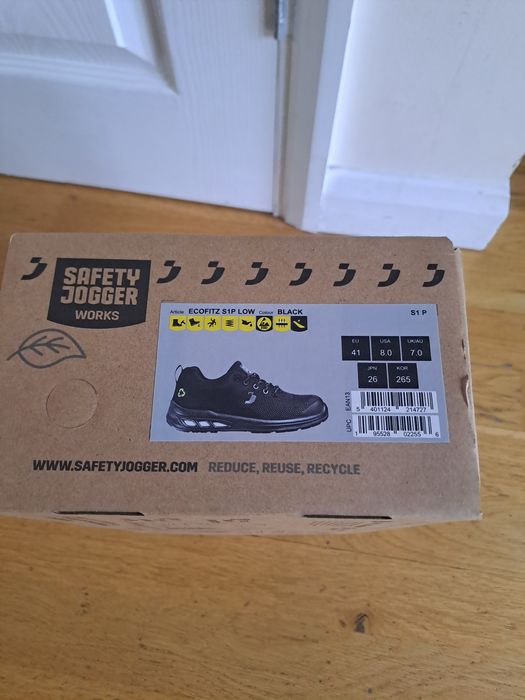 SAFETY
JOGGER
WORKS
Article ECOFITZ S1P LOW Colour BLACK
S1 P
EU USA UK/AU
41 8.0 7.0
JPN KOR
26 265
EAN13
5 401124 214727
UPC
1 95528 02255 6
WWW.SAFETYJOGGER.COM REDUCE, REUSE, RECYCLE